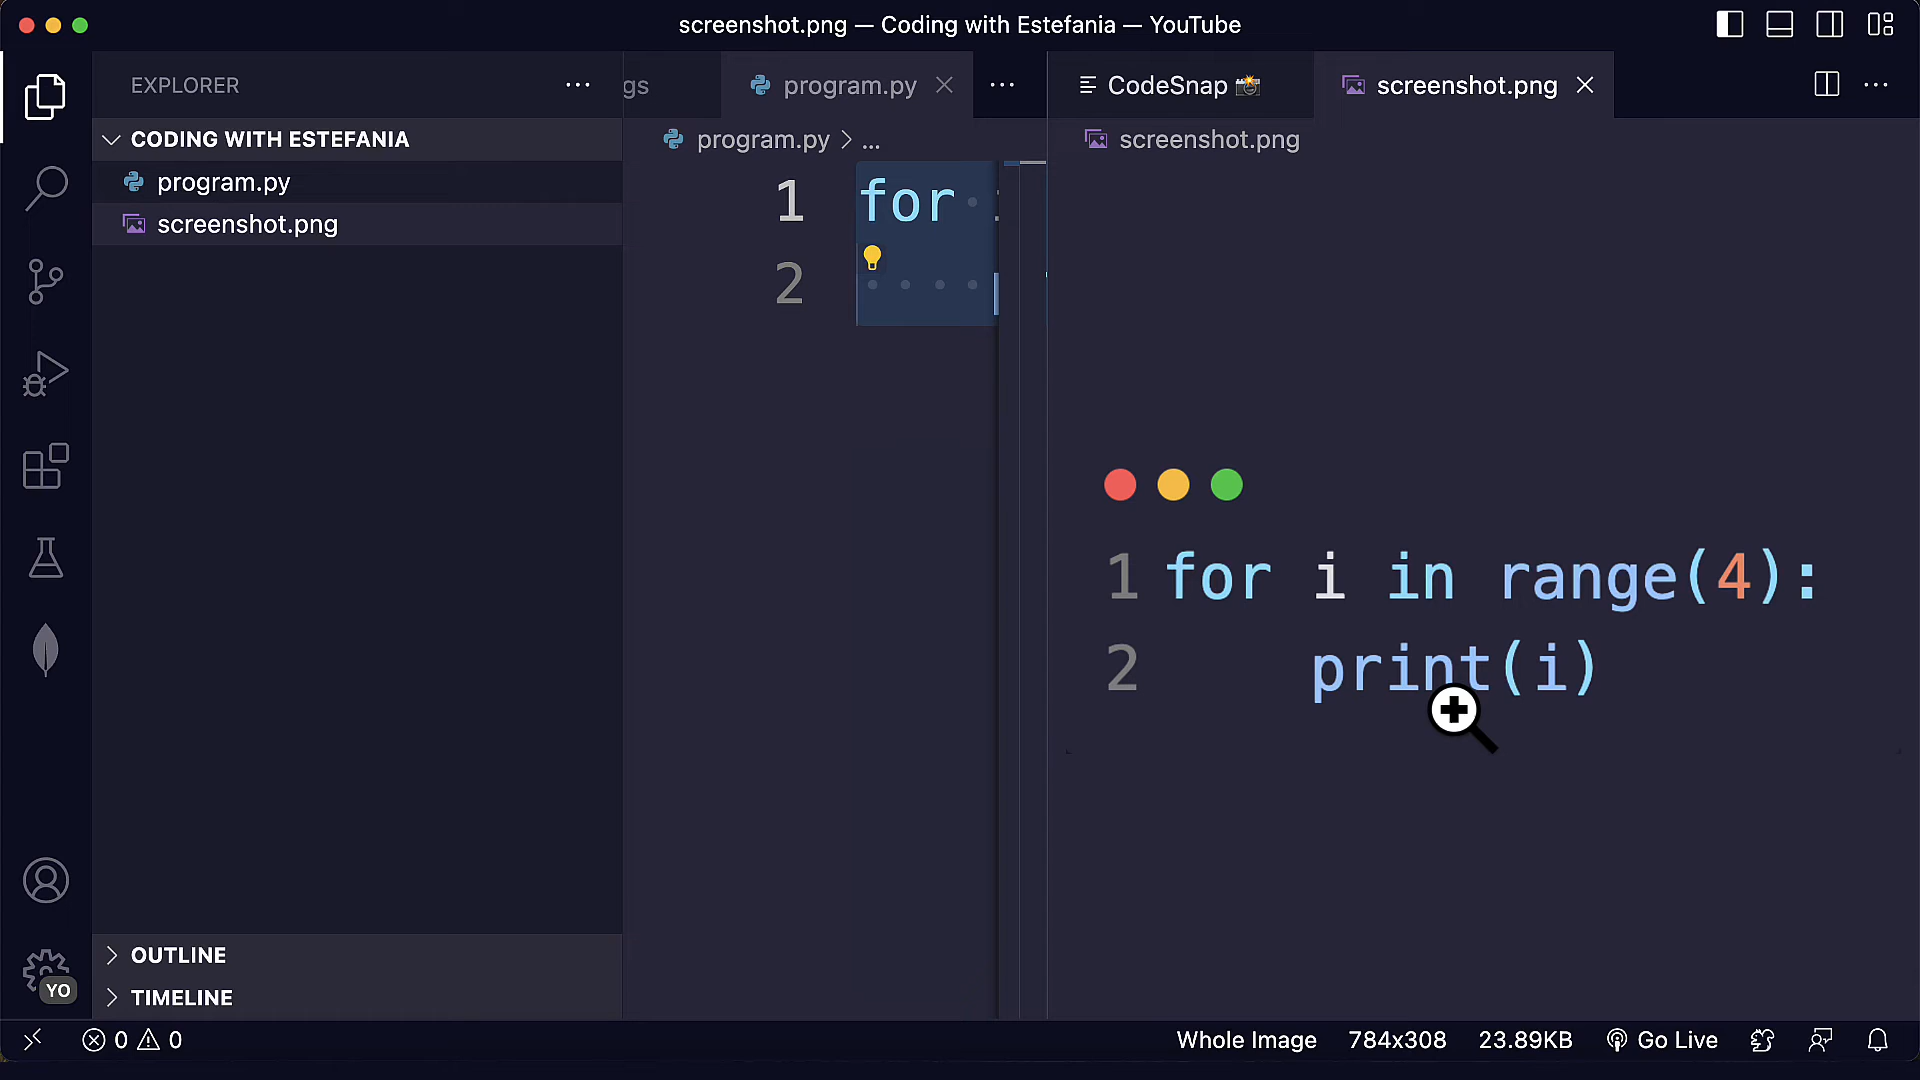 screenshot.png — Coding with Estefania — YouTube
EXPLORER
gs
program.py
CodeSnap
screenshot.png
CODING WITH ESTEFANIA
program.py
screenshot.png
program.py > ...
screenshot.png
1 for
2
1 for i in range(4):
2 print(i)
OUTLINE
TIMELINE
YO
0 0
Whole Image
784x308
23.89KB
Go Live